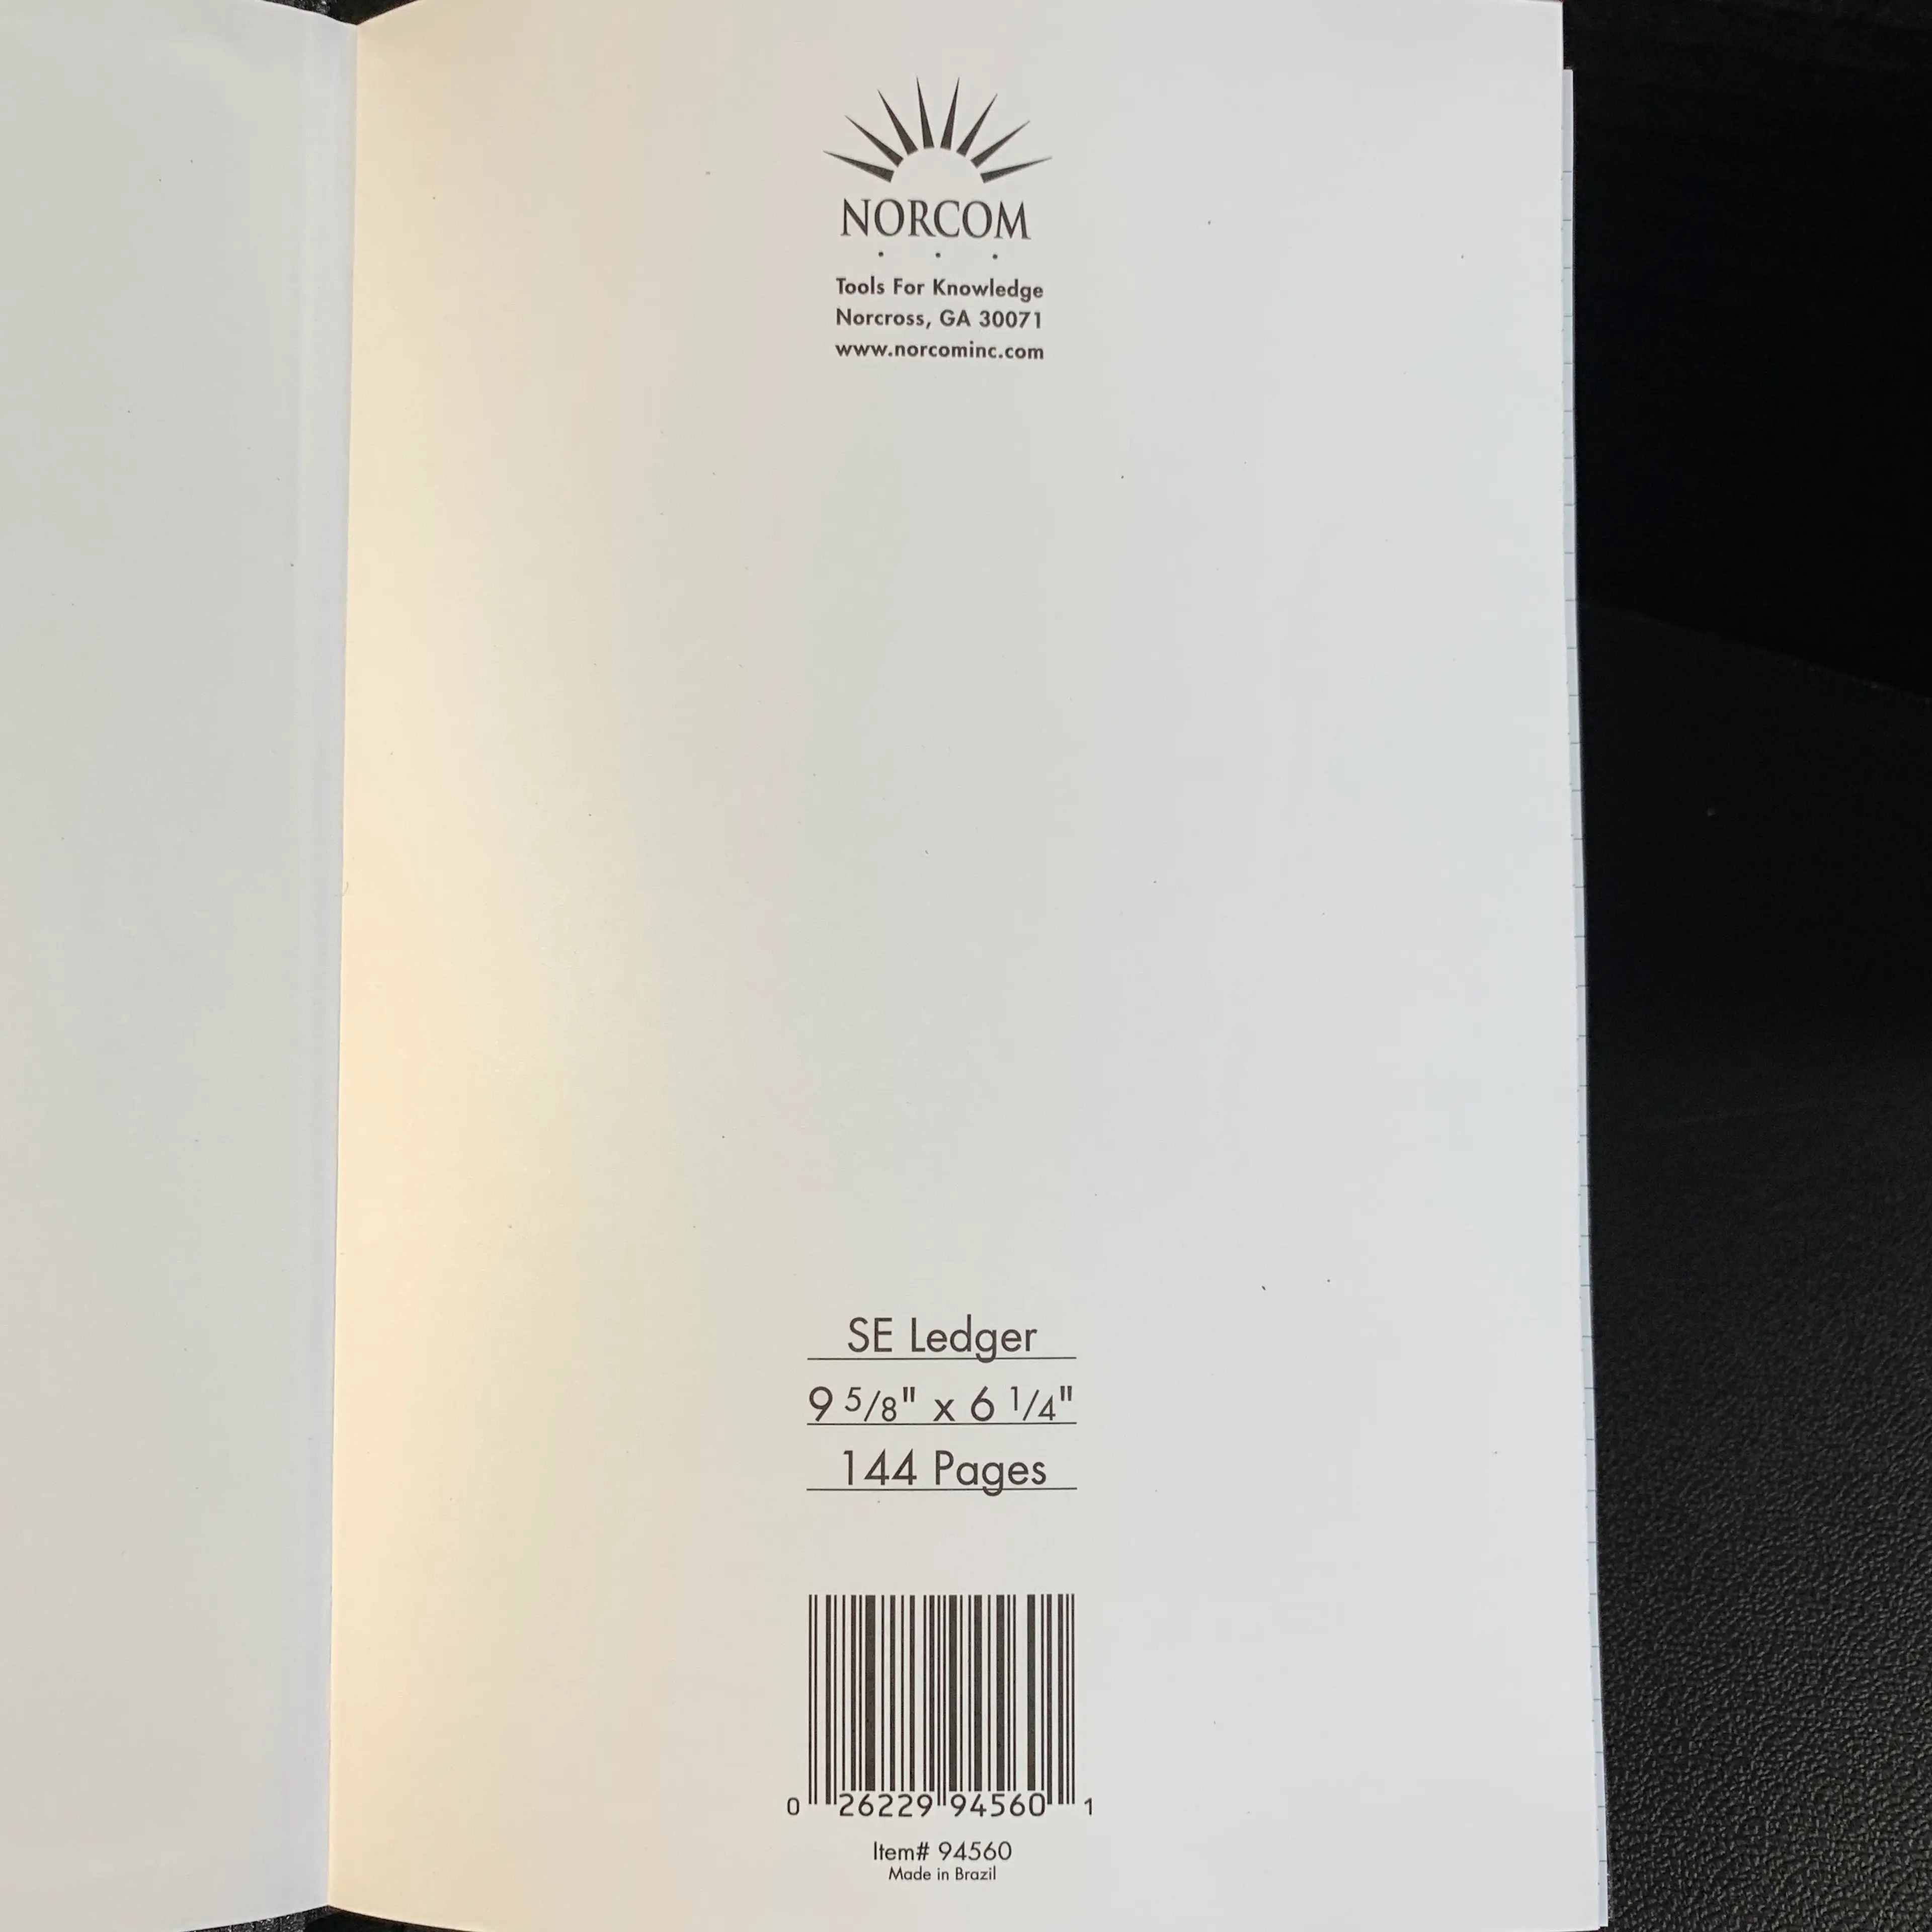 NORCOM
Tools For Knowledge
Norcross, GA 30071
www.norcominc.com
SE Ledger
9 5/8" x 6 1/4"
144 Pages
0 26229 94560 1
Item# 94560
Made in Brazil